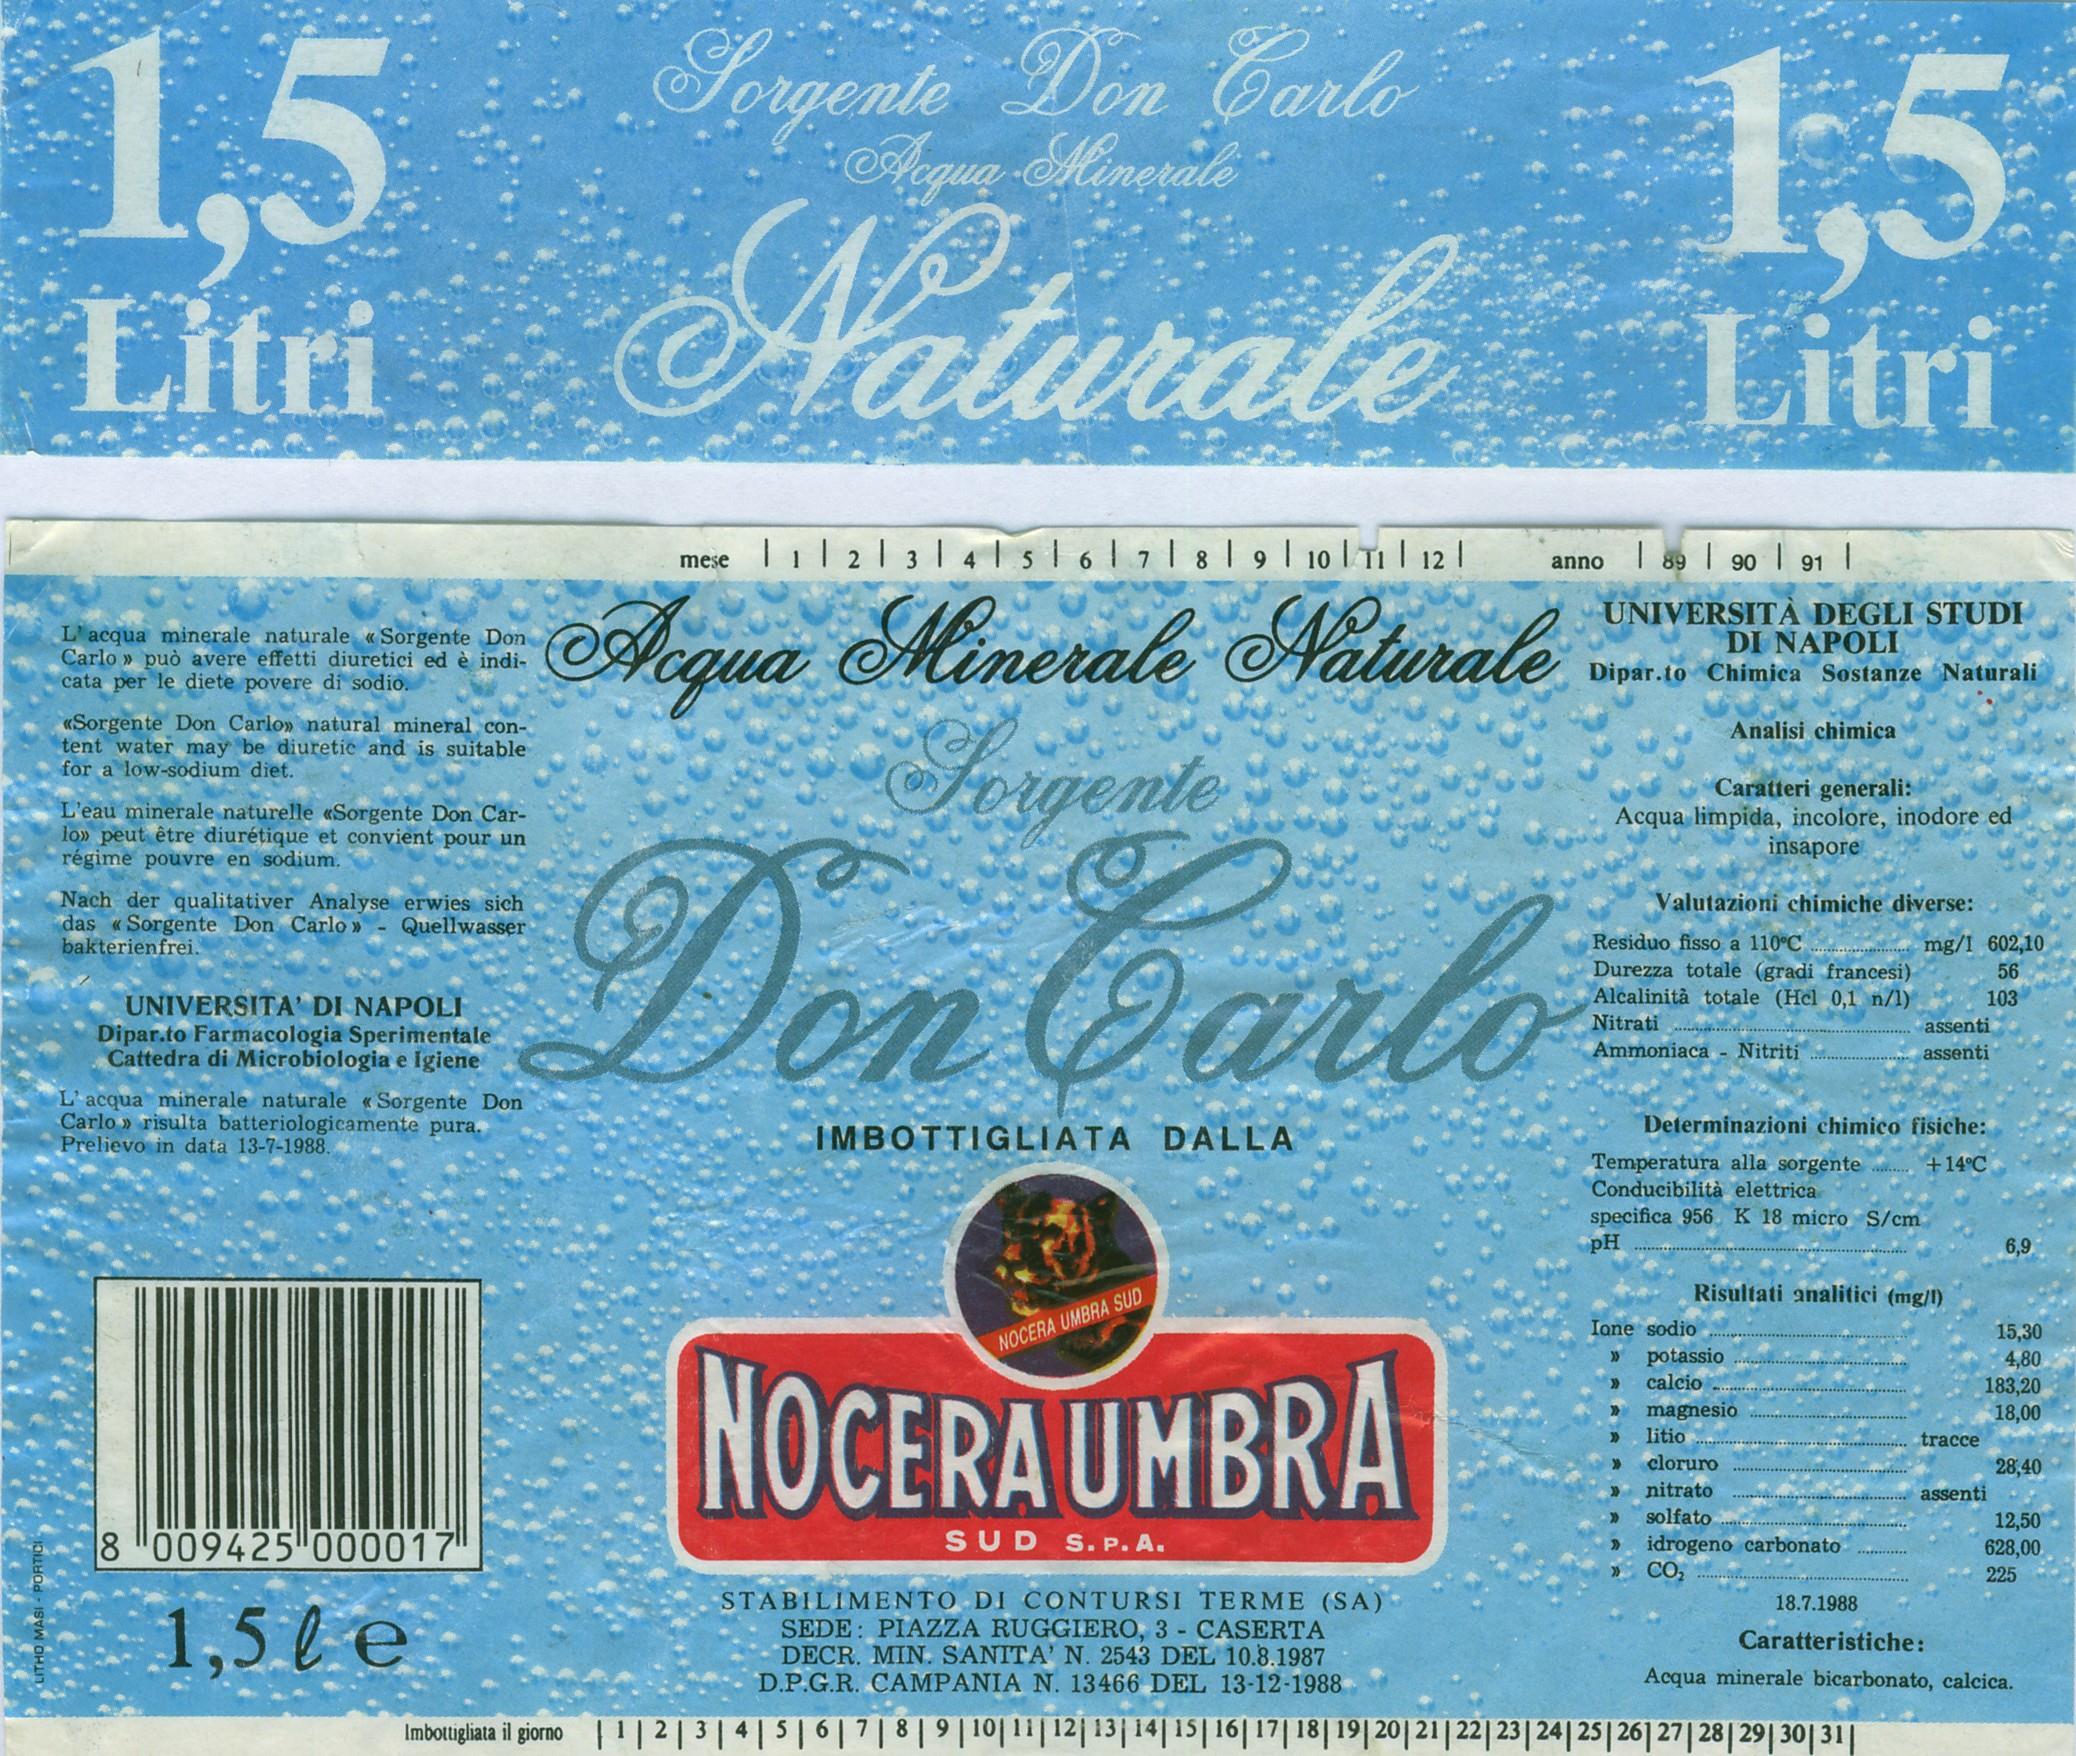 1,5
Litri
Sorgente Don Carlo
Acqua Minerale
Naturale
1,5
Litri
mese | 1 | 2 | 3 | 4 | 5 | 6 | 7 | 8 | 9 | 10 | 11 | 12 | anno | 89 | 90 | 91 |
L'acqua minerale naturale «Sorgente Don
Carlo» può avere effetti diuretici ed è indi-
cata per le diete povere di sodio.
«Sorgente Don Carlo» natural mineral con-
tent water may be diuretic and is suitable
for a low-sodium diet.
L'eau minerale naturelle «Sorgente Don Car-
lo» peut être diurétique et convient pour un
régime pouvre en sodium.
Nach der qualitativer Analyse erwies sich
das «Sorgente Don Carlo» - Quellwasser
bakterienfrei.
UNIVERSITA' DI NAPOLI
Dipar.to Farmacologia Sperimentale
Cattedra di Microbiologia e Igiene
L'acqua minerale naturale «Sorgente Don
Carlo» risulta batteriologicamente pura.
Prelievo in data 13-7-1988.
8 009425 000017
1,5 ℓ e
LITHO MASI - PORTICI
Acqua Minerale Naturale
Sorgente
Don Carlo
IMBOTTIGLIATA DALLA
NOCERA UMBRA SUD
NOCERA UMBRA
SUD S.P.A.
STABILIMENTO DI CONTURSI TERME (SA)
SEDE: PIAZZA RUGGIERO, 3 - CASERTA
DECR. MIN. SANITA' N. 2543 DEL 10.8.1987
D.P.G.R. CAMPANIA N. 13466 DEL 13-12-1988
UNIVERSITÀ DEGLI STUDI
DI NAPOLI
Dipar.to Chimica Sostanze Naturali
Analisi chimica
Caratteri generali:
Acqua limpida, incolore, inodore ed
insapore
Valutazioni chimiche diverse:
Residuo fisso a 110°C ........ mg/l 602,10
Durezza totale (gradi francesi) 56
Alcalinità totale (Hcl 0,1 n/l) 103
Nitrati ........ assenti
Ammoniaca - Nitriti ........ assenti
Determinazioni chimico fisiche:
Temperatura alla sorgente ........ +14°C
Conducibilità elettrica
specifica 956 K 18 micro S/cm
pH ........ 6,9
Risultati analitici (mg/l)
Ione sodio ........ 15,30
» potassio ........ 4,80
» calcio ........ 183,20
» magnesio ........ 18,00
» litio ........ tracce
» cloruro ........ 28,40
» nitrato ........ assenti
» solfato ........ 12,50
» idrogeno carbonato ........ 628,00
» CO₂ ........ 225
18.7.1988
Caratteristiche:
Acqua minerale bicarbonato, calcica.
Imbottigliata il giorno | 1 | 2 | 3 | 4 | 5 | 6 | 7 | 8 | 9 | 10 | 11 | 12 | 13 | 14 | 15 | 16 | 17 | 18 | 19 | 20 | 21 | 22 | 23 | 24 | 25 | 26 | 27 | 28 | 29 | 30 | 31 |